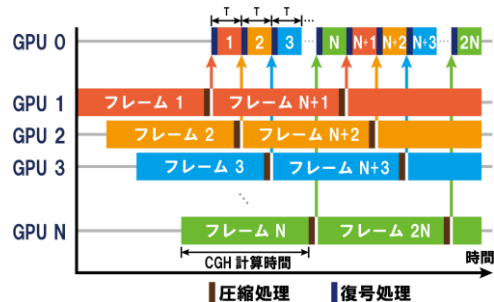 T T T
GPU 0 1 2 3 … N N+1 N+2 N+3 … 2N
GPU 1 フレーム 1 フレーム N+1
GPU 2 フレーム 2 フレーム N+2
GPU 3 フレーム 3 フレーム N+3
GPU N フレーム N フレーム 2N
CGH 計算時間
時間
圧縮処理 復号処理